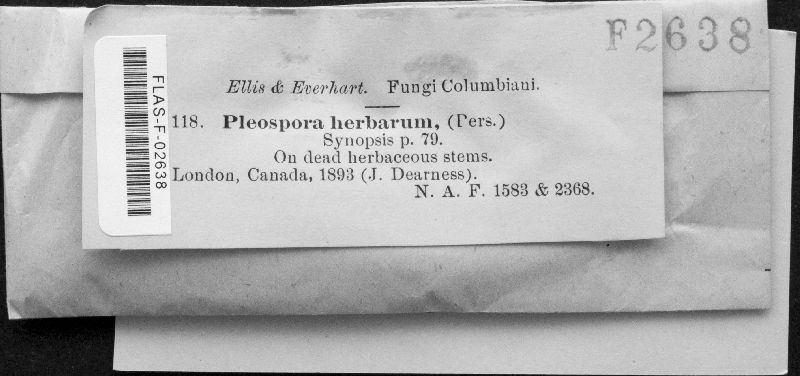 F2638
FLAS-F-02638
Ellis & Everhart. Fungi Columbiani.
118. Pleospora herbarum, (Pers.)
Synopsis p. 79.
On dead herbaceous stems.
London, Canada, 1893 (J. Dearness).
N. A. F. 1583 & 2368.